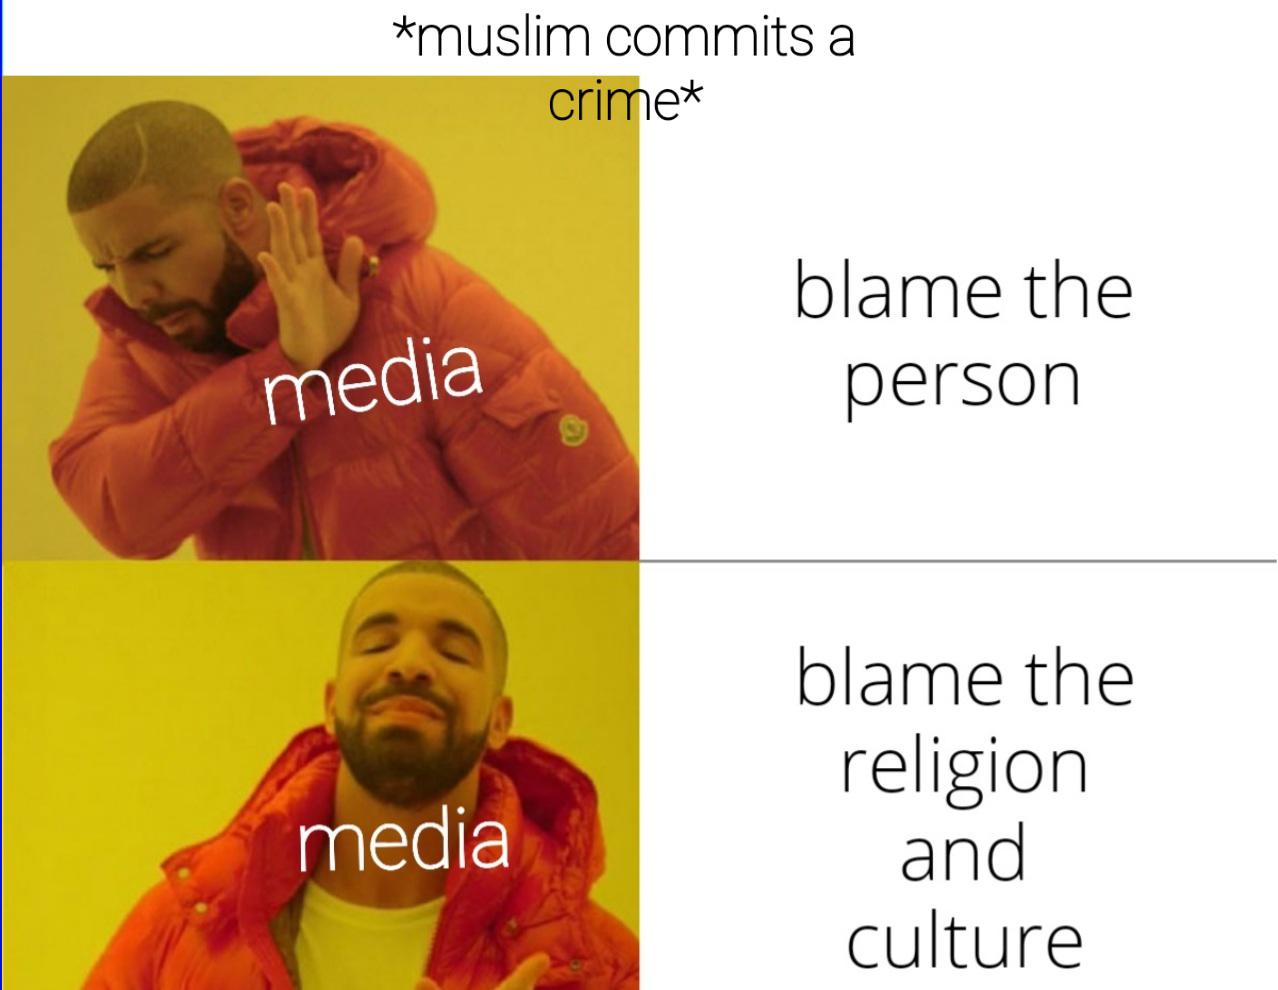 *muslim commits a
crime*
media
blame the
person
media
blame the
religion
and
culture